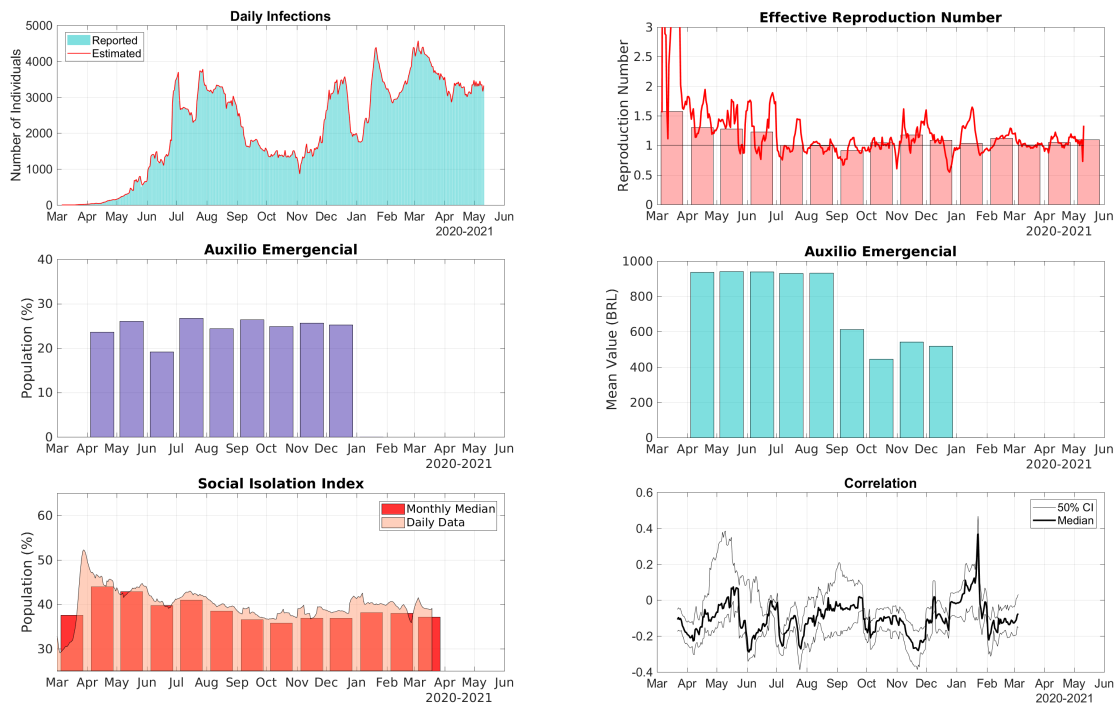 Daily Infections
5000
4000
3000
2000
1000
0
Number of Individuals
Reported
Estimated
Mar Apr May Jun Jul Aug Sep Oct Nov Dec Jan Feb Mar Apr May Jun
2020-2021
Effective Reproduction Number
3
2.5
2
1.5
1
0.5
0
Reproduction Number
Mar Apr May Jun Jul Aug Sep Oct Nov Dec Jan Feb Mar Apr May Jun
2020-2021
Auxilio Emergencial
40
30
20
10
0
Population (%)
Mar Apr May Jun Jul Aug Sep Oct Nov Dec Jan Feb Mar Apr May Jun
2020-2021
Auxilio Emergencial
1000
800
600
400
200
0
Mean Value (BRL)
Mar Apr May Jun Jul Aug Sep Oct Nov Dec Jan Feb Mar Apr May Jun
2020-2021
Social Isolation Index
60
50
40
30
Population (%)
Monthly Median
Daily Data
Mar Apr May Jun Jul Aug Sep Oct Nov Dec Jan Feb Mar Apr May Jun
2020-2021
Correlation
0.6
0.4
0.2
0
-0.2
-0.4
50% CI
Median
Mar Apr May Jun Jul Aug Sep Oct Nov Dec Jan Feb Mar Apr May Jun
2020-2021